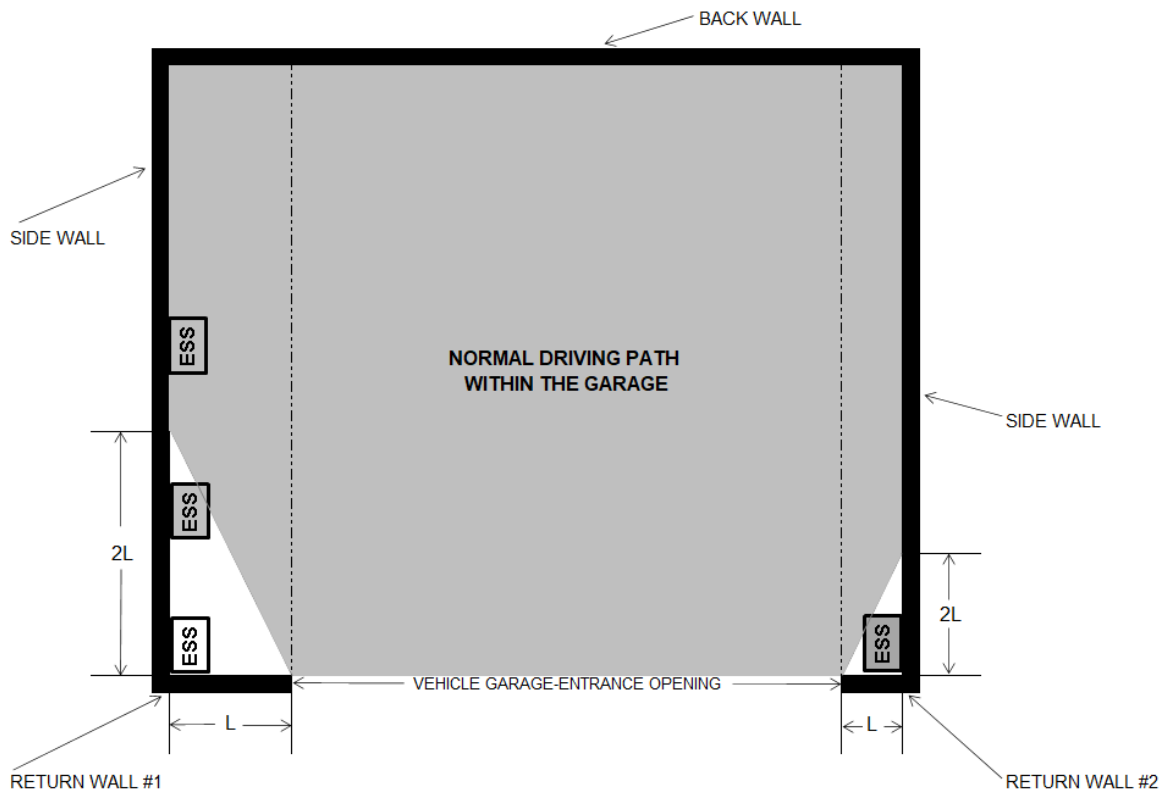 BACK WALL
SIDE WALL
ESS
NORMAL DRIVING PATH
WITHIN THE GARAGE
SIDE WALL
ESS
2L
2L
ESS
ESS
VEHICLE GARAGE-ENTRANCE OPENING
L
L
RETURN WALL #1
RETURN WALL #2